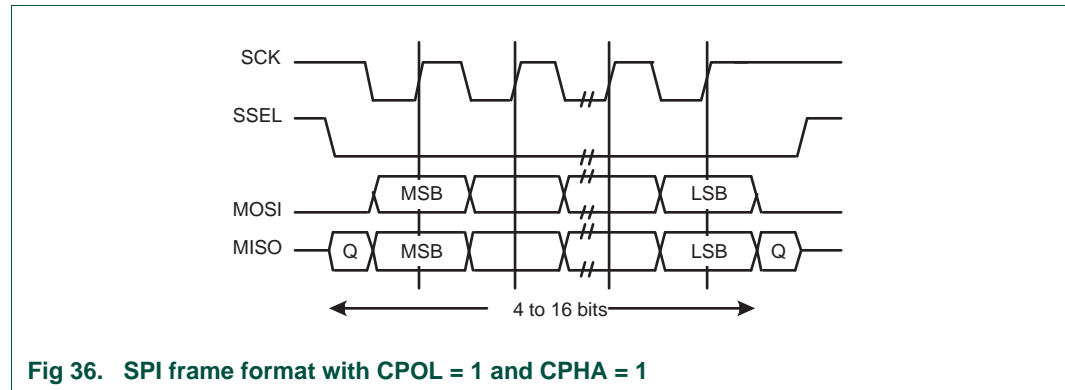 SCK
SSEL
MOSI
MSB
LSB
MISO
Q
MSB
LSB
Q
4 to 16 bits
Fig 36. SPI frame format with CPOL = 1 and CPHA = 1